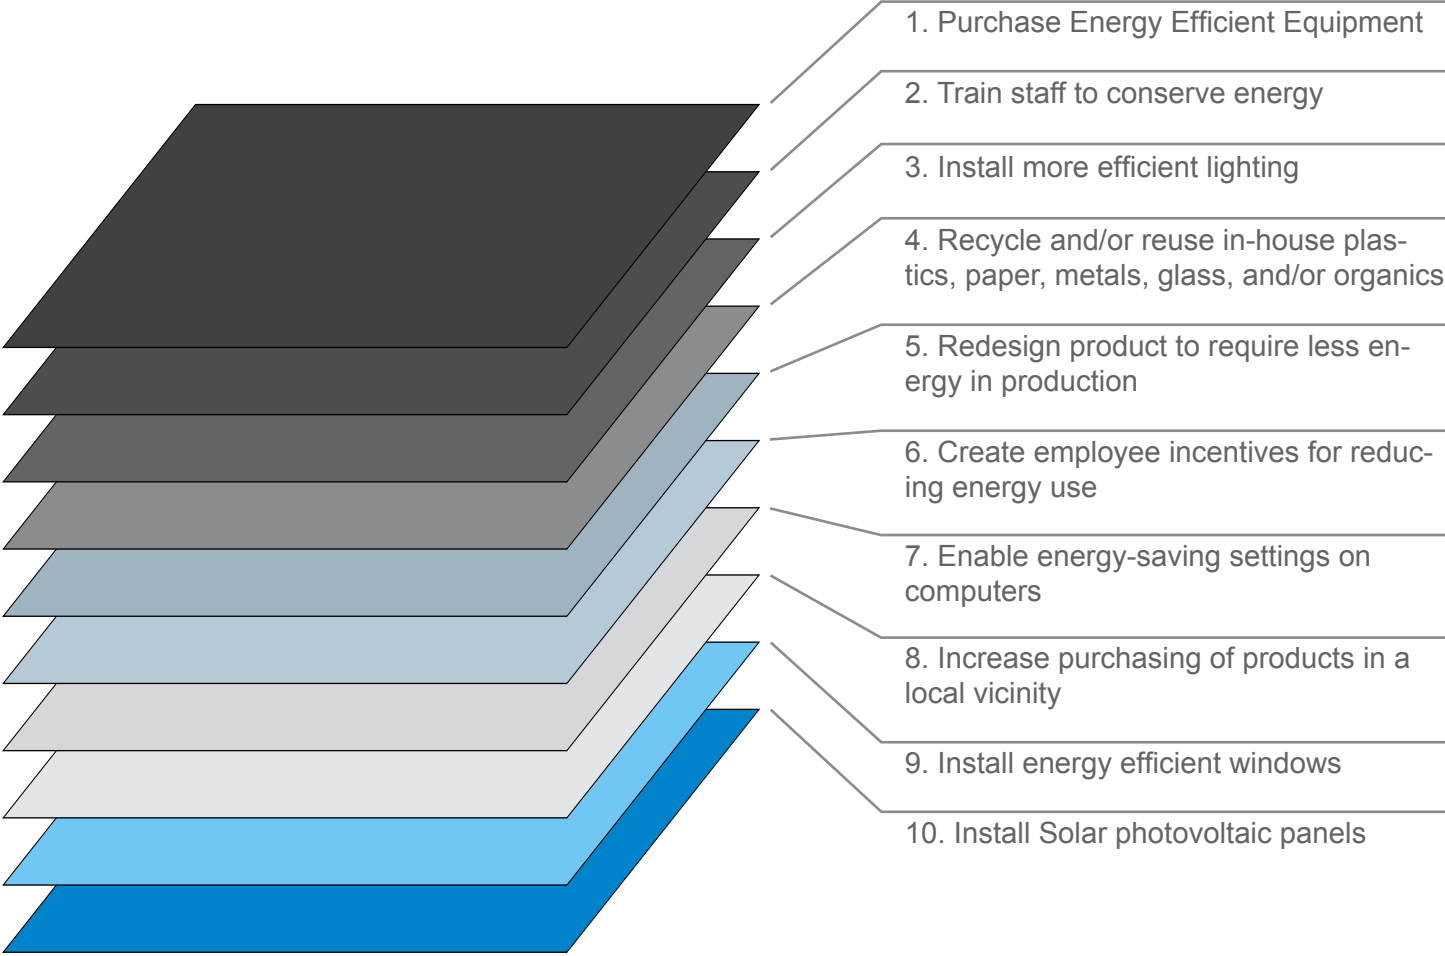 1. Purchase Energy Efficient Equipment
2. Train staff to conserve energy
3. Install more efficient lighting
4. Recycle and/or reuse in-house plas-
tics, paper, metals, glass, and/or organics
5. Redesign product to require less en-
ergy in production
6. Create employee incentives for reduc-
ing energy use
7. Enable energy-saving settings on
computers
8. Increase purchasing of products in a
local vicinity
9. Install energy efficient windows
10. Install Solar photovoltaic panels